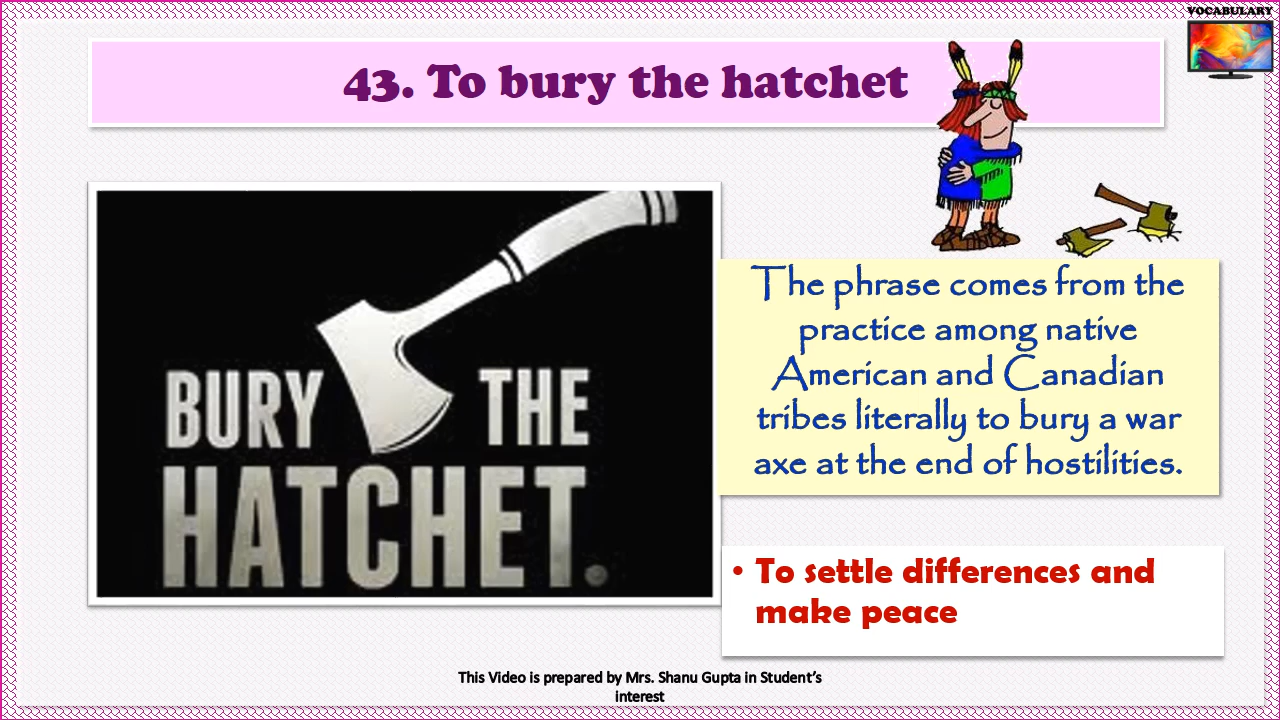 VOCABULARY
43. To bury the hatchet
BURY THE
HATCHET.
The phrase comes from the
practice among native
American and Canadian
tribes literally to bury a war
axe at the end of hostilities.
• To settle differences and
make peace
This Video is prepared by Mrs. Shanu Gupta in Student’s
interest